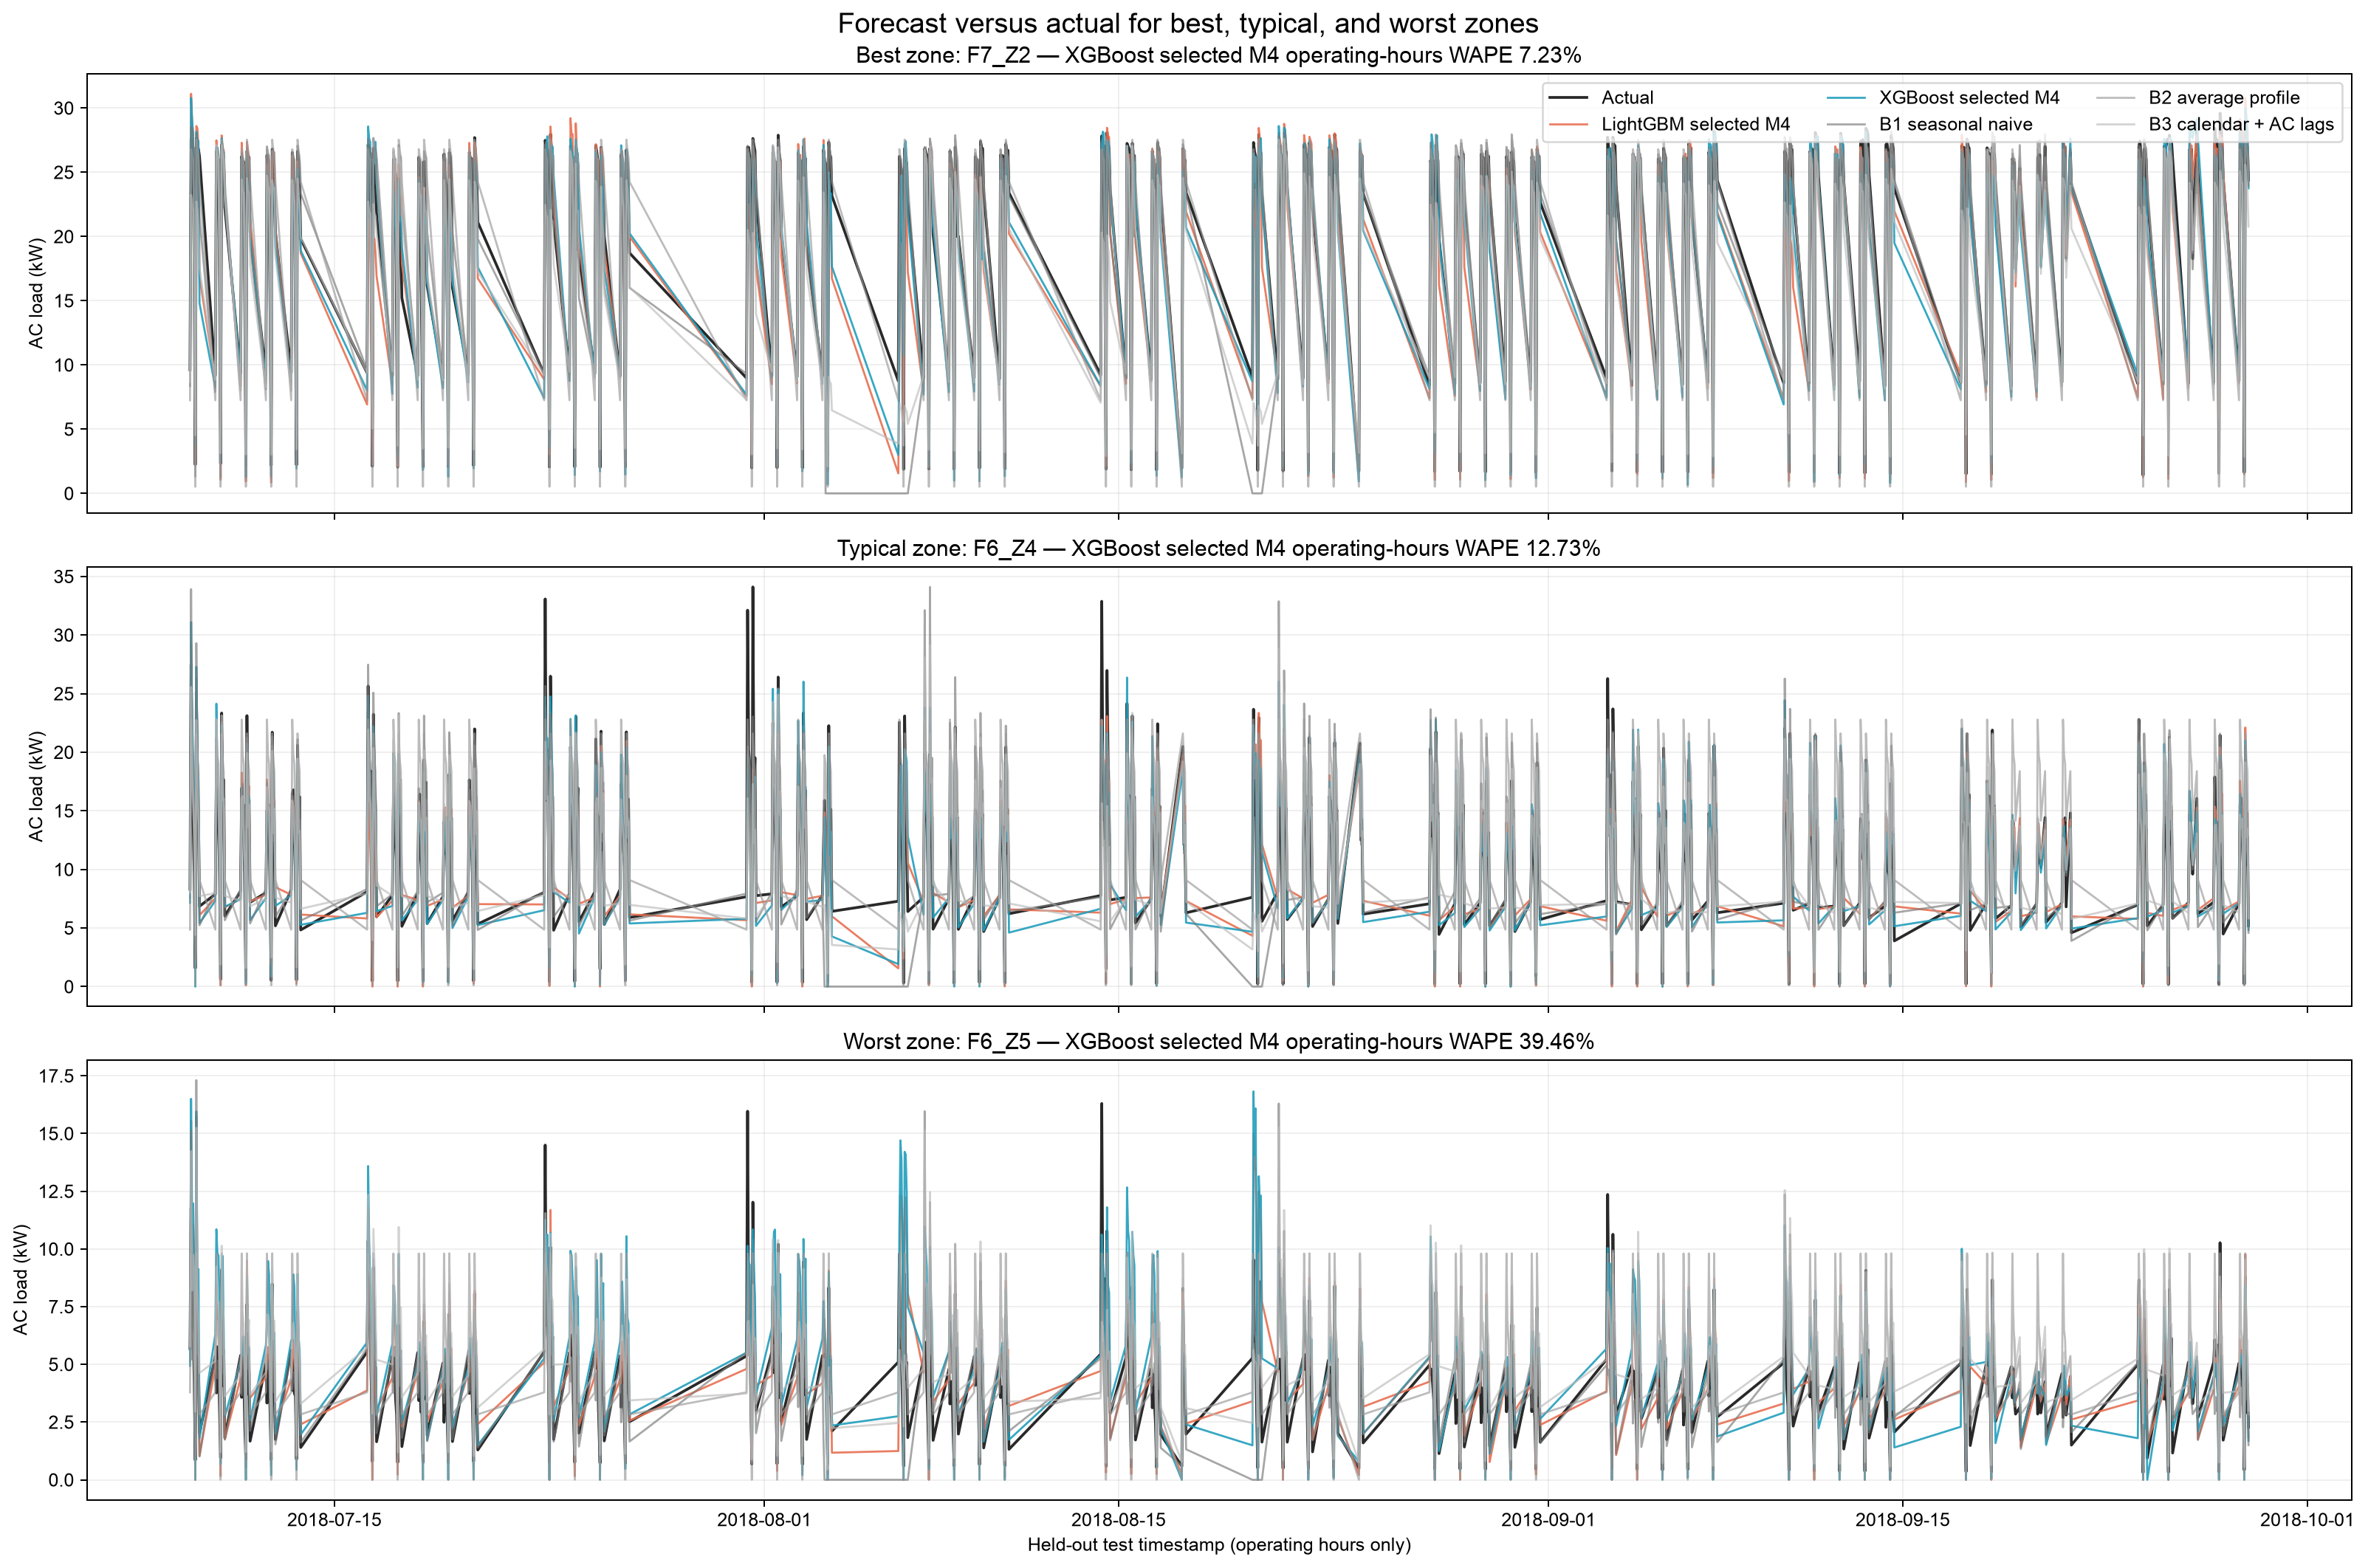 Forecast versus actual for best, typical, and worst zones
Best zone: F7_Z2 — XGBoost selected M4 operating-hours WAPE 7.23%
Actual
LightGBM selected M4
XGBoost selected M4
B1 seasonal naive
B2 average profile
B3 calendar + AC lags
AC load (kW)
30
25
20
15
10
5
0
Typical zone: F6_Z4 — XGBoost selected M4 operating-hours WAPE 12.73%
AC load (kW)
35
30
25
20
15
10
5
0
Worst zone: F6_Z5 — XGBoost selected M4 operating-hours WAPE 39.46%
AC load (kW)
17.5
15.0
12.5
10.0
7.5
5.0
2.5
0.0
2018-07-15
2018-08-01
2018-08-15
2018-09-01
2018-09-15
2018-10-01
Held-out test timestamp (operating hours only)